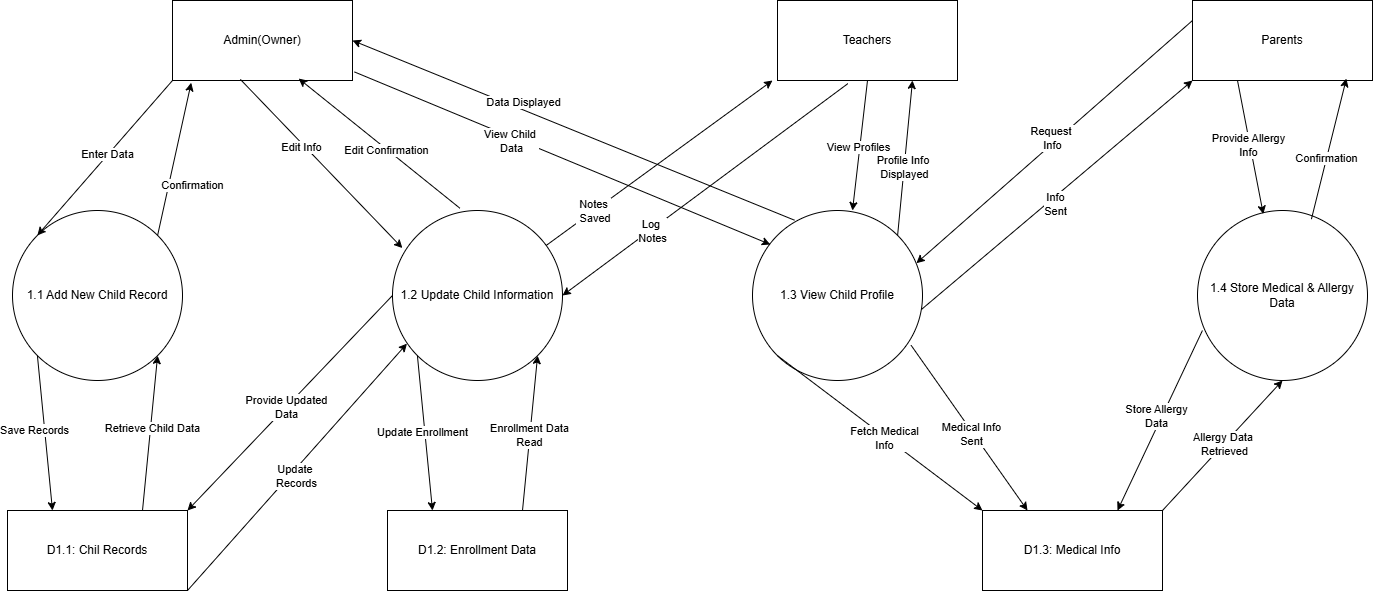 Admin(Owner)
Teachers
Parents
Data Displayed
View Child
Data
Enter Data
Edit Info
Edit Confirmation
View Profiles
Profile Info
Displayed
Request
Info
Provide Allergy
Info
Confirmation
Confirmation
Notes
Saved
Log
Notes
Info
Sent
1.1 Add New Child Record
1.2 Update Child Information
1.3 View Child Profile
1.4 Store Medical & Allergy
Data
Save Records
Retrieve Child Data
Provide Updated
Data
Update
Records
Update Enrollment
Enrollment Data
Read
Fetch Medical
Info
Medical Info
Sent
Store Allergy
Data
Allergy Data
Retrieved
D1.1: Chil Records
D1.2: Enrollment Data
D1.3: Medical Info